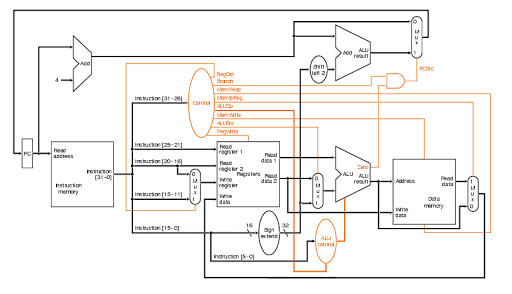 0
M
u
x
1
Add
ALU
result
Add
4
Shift
left 2
RegDst
Branch
MemRead
MemtoReg
ALUOp
MemWrite
ALUSrc
RegWrite
PCSrc
Instruction [31-26]
Control
PC
Read
address
Instruction
[31-0]
Instruction
memory
Instruction [25-21]
Instruction [20-16]
Instruction [15-11]
0
M
u
x
1
Read
register 1
Read
register 2
Write
register
Write
data
Registers
Read
data 1
Read
data 2
0
M
u
x
1
Zero
ALU
ALU
result
Address
Read
data
Data
memory
Write
data
1
M
u
x
0
Instruction [15-0]
16
Sign
extend
32
ALU
control
Instruction [5-0]